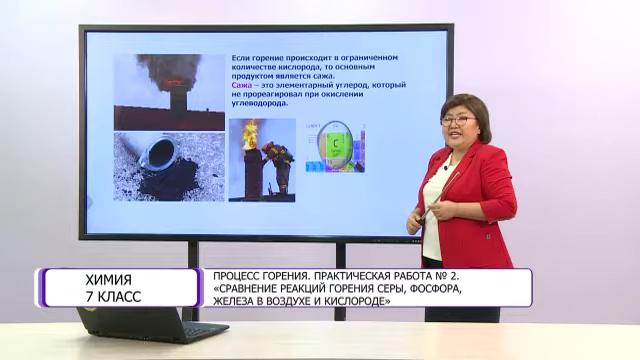 Если горение происходит в ограниченном
количестве кислорода, то основным
продуктом является сажа.
Сажа – это элементарный углерод, который
не прореагировал при окислении
углеводорода.
C
ХИМИЯ
7 КЛАСС
ПРОЦЕСС ГОРЕНИЯ. ПРАКТИЧЕСКАЯ РАБОТА № 2.
«СРАВНЕНИЕ РЕАКЦИЙ ГОРЕНИЯ СЕРЫ, ФОСФОРА,
ЖЕЛЕЗА В ВОЗДУХЕ И КИСЛОРОДЕ»